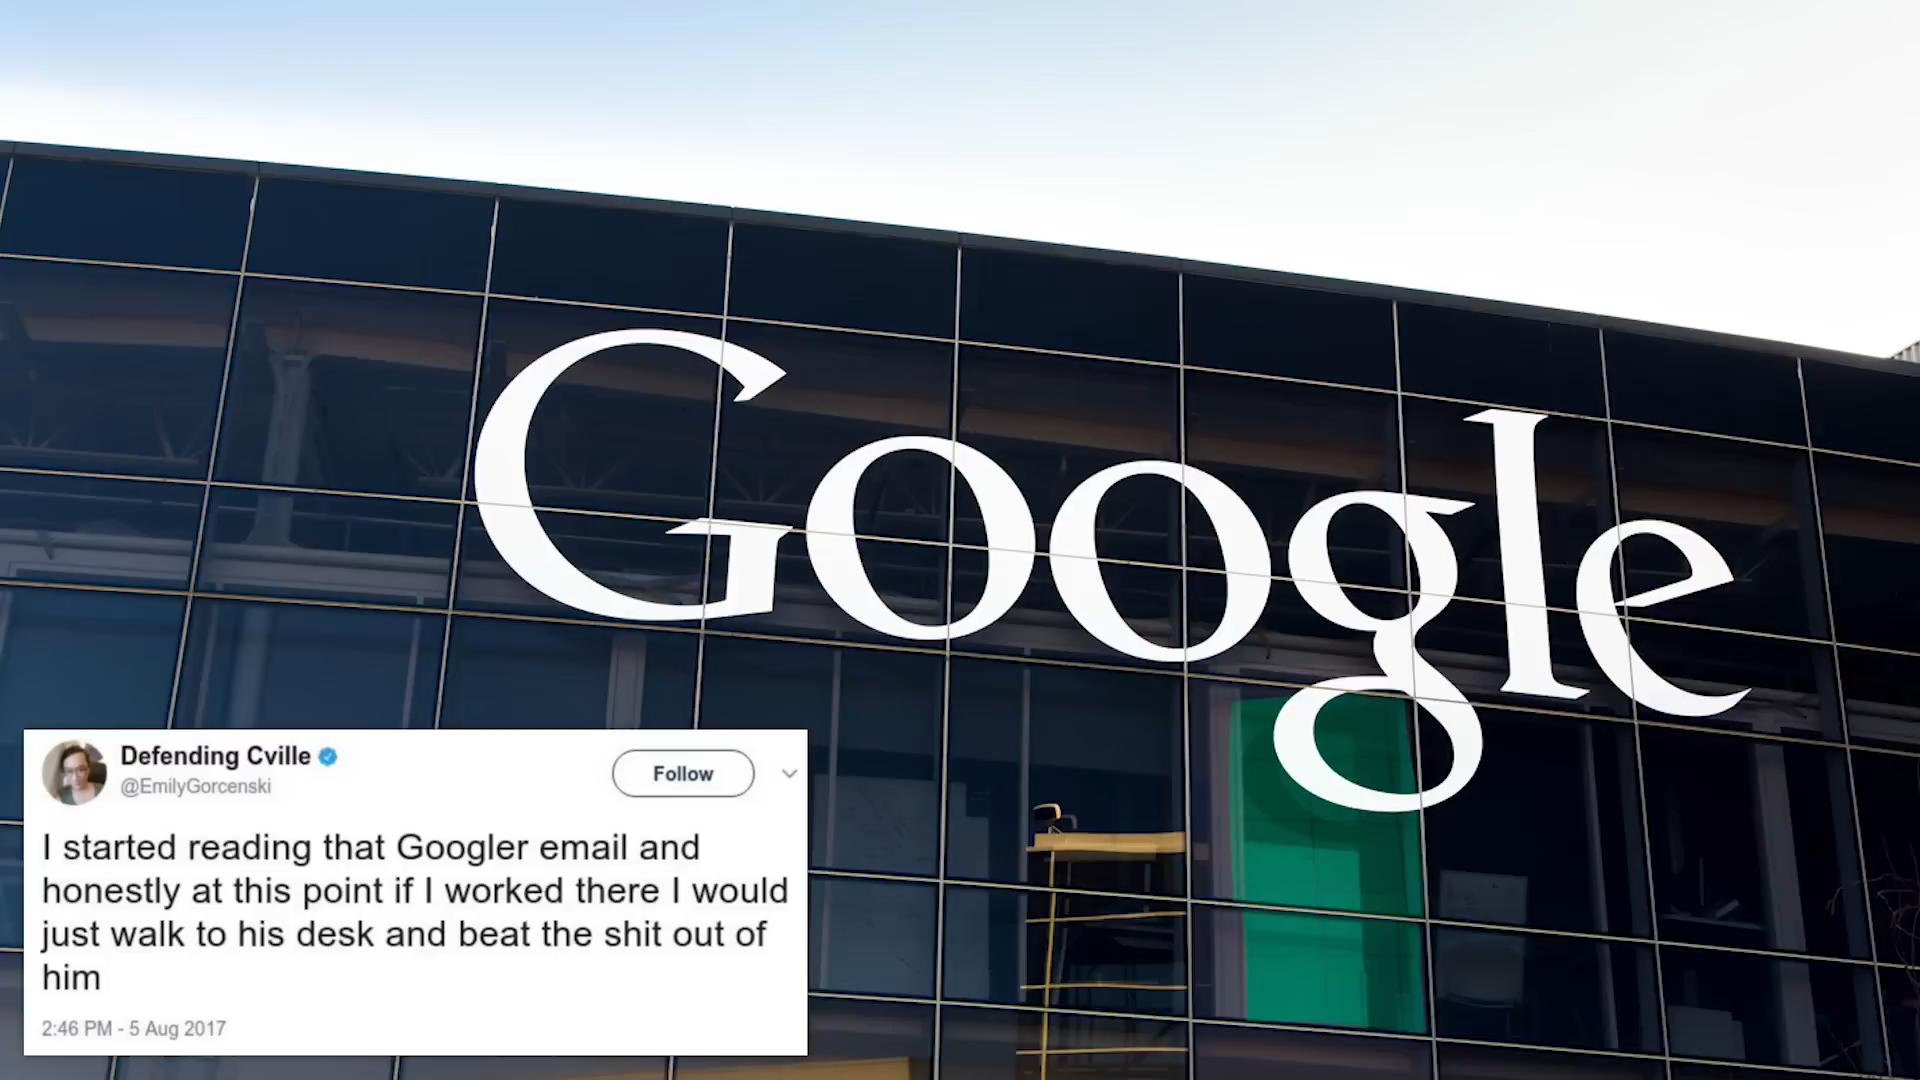 Google
Defending Cville
@EmilyGorcenski
Follow
I started reading that Googler email and
honestly at this point if I worked there I would
just walk to his desk and beat the shit out of
him
2:46 PM - 5 Aug 2017